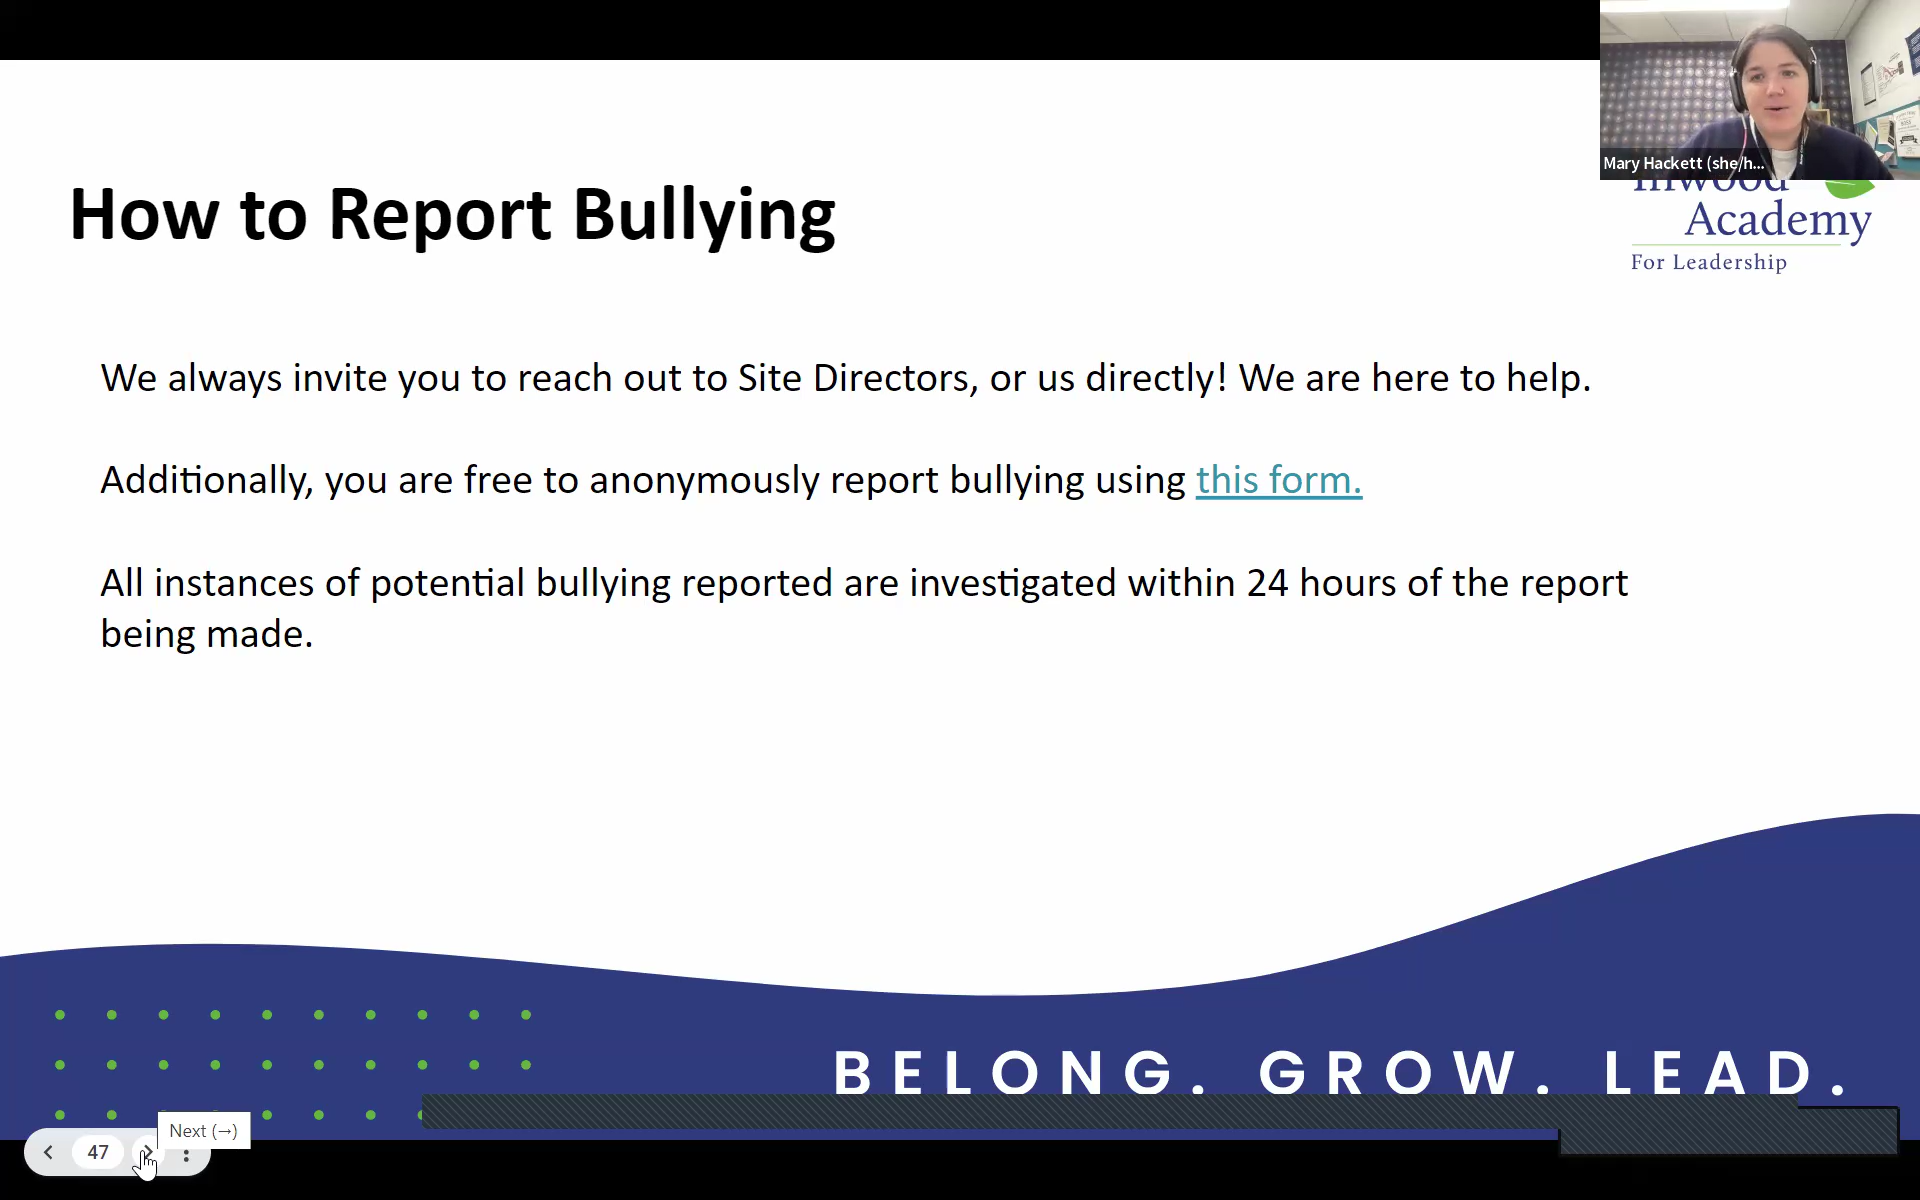 Mary Hackett (she/h...
Inwood
Academy
For Leadership
How to Report Bullying
We always invite you to reach out to Site Directors, or us directly! We are here to help.
Additionally, you are free to anonymously report bullying using this form.
All instances of potential bullying reported are investigated within 24 hours of the report
being made.
BELONG. GROW. LEAD.
Next (→)
47